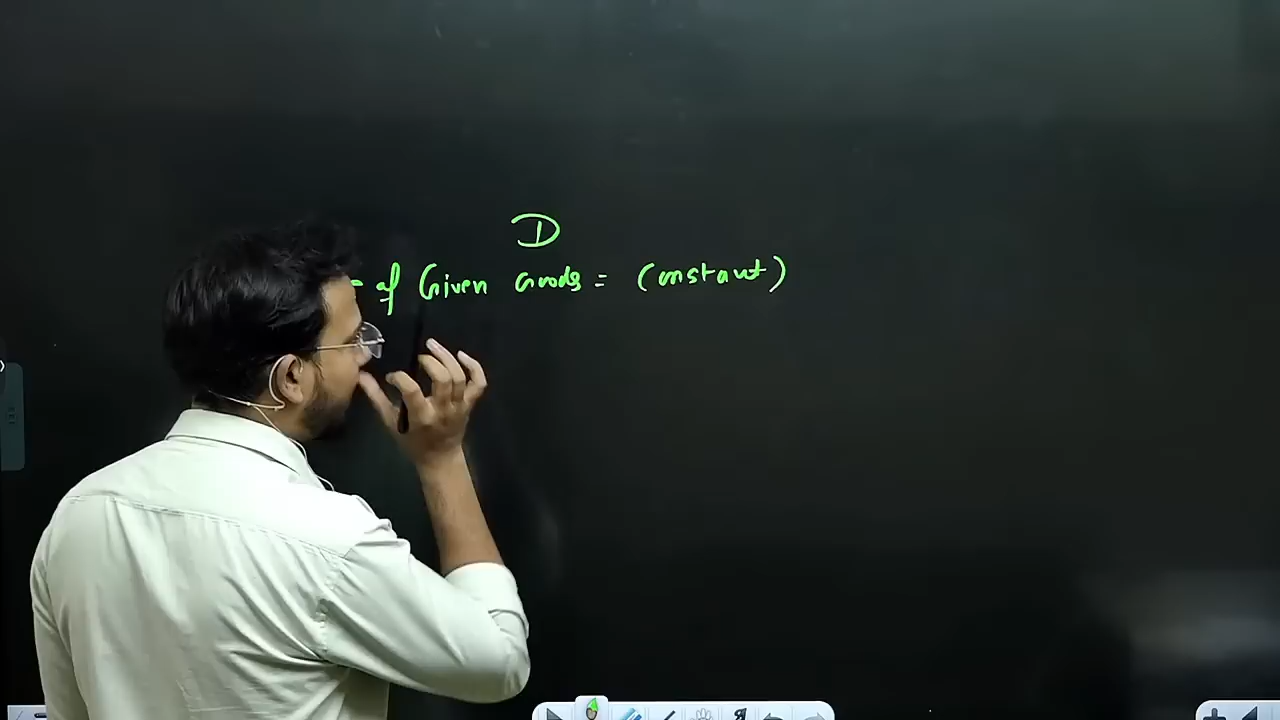 D
of Given Goods = (constant)